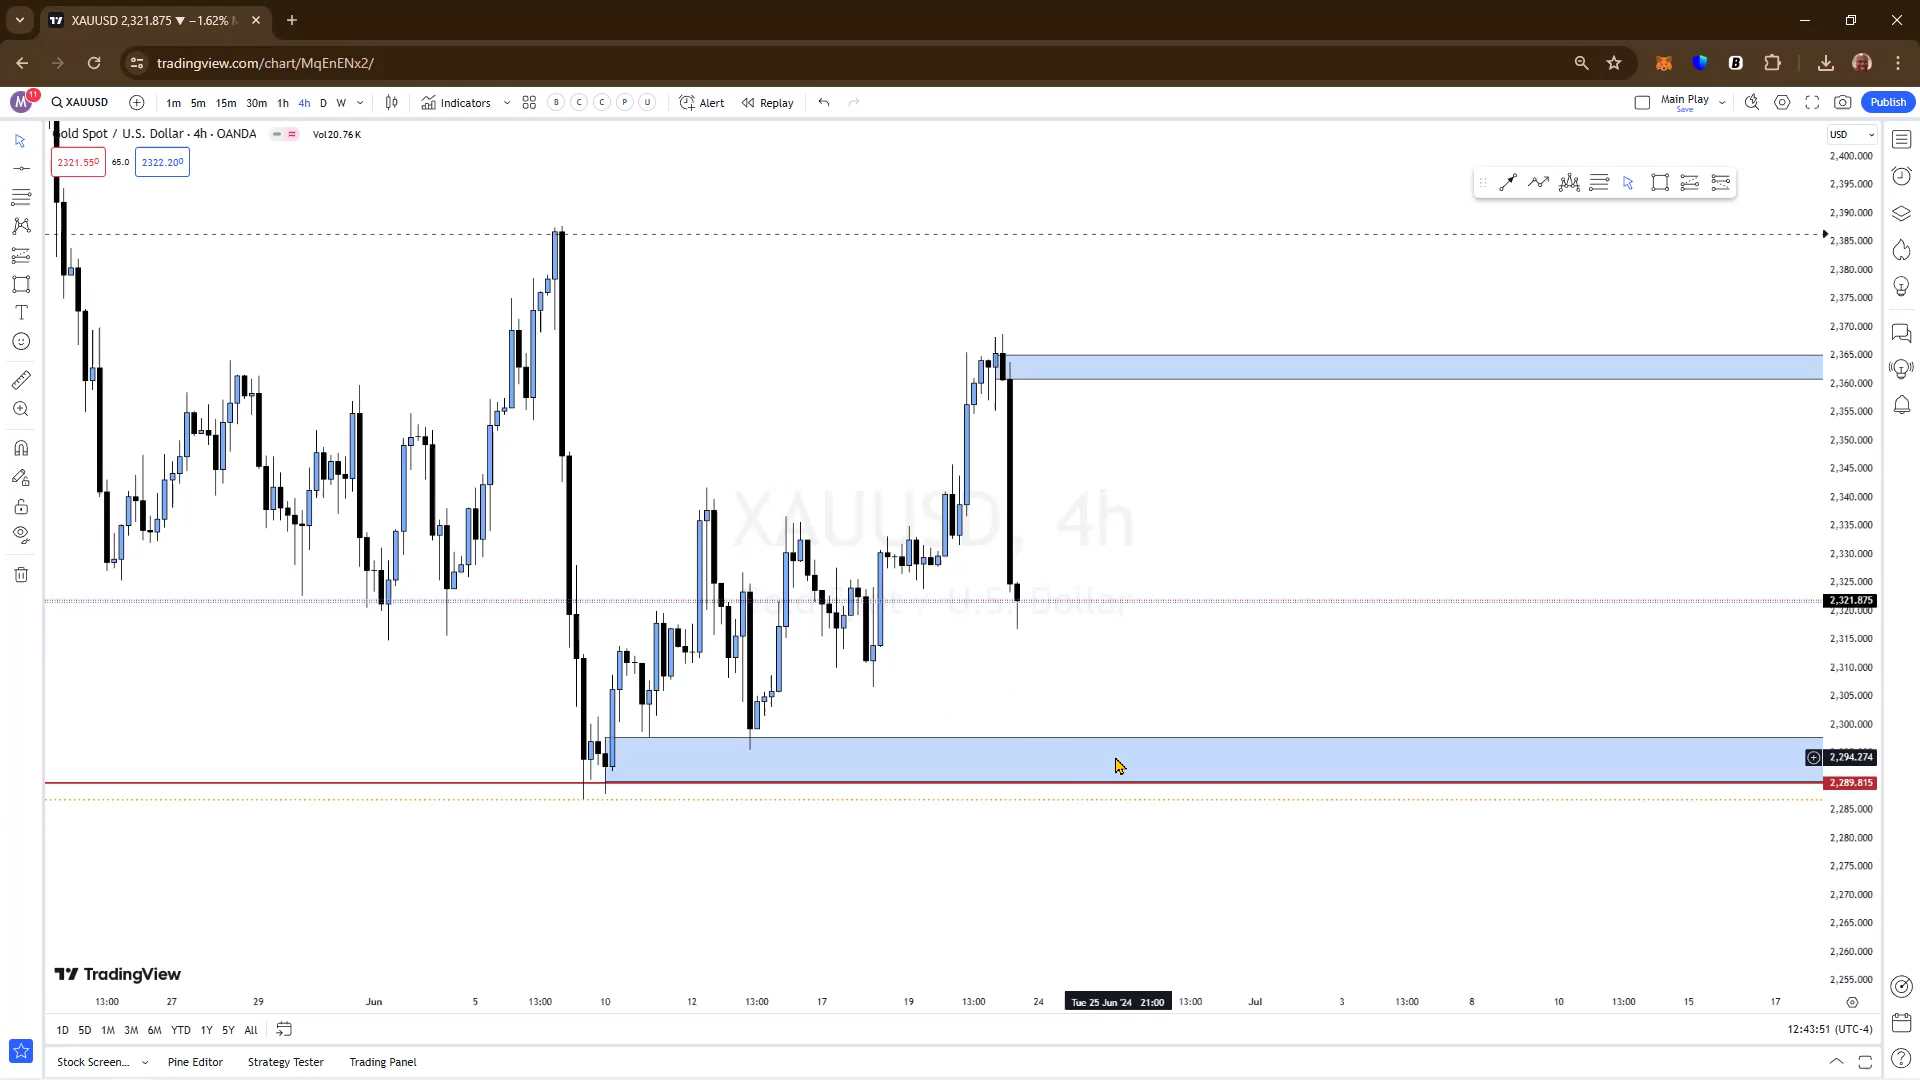 XAUUSD 2,321.875 ▼ −1.62% M
tradingview.com/chart/MqEnENx2/
M 11 XAUUSD 1m 5m 15m 30m 1h 4h D W Indicators B C C P U Alert Replay Main Play Save Publish
Gold Spot / U.S. Dollar · 4h · OANDA Vol20.76 K
USD
2321.550 65.0 2322.200
2,400.000
2,395.000
2,390.000
2,385.000
2,380.000
2,375.000
2,370.000
2,365.000
2,360.000
2,355.000
2,350.000
2,345.000
2,340.000
2,335.000
2,330.000
2,325.000
2,321.875
2,320.000
2,315.000
2,310.000
2,305.000
2,300.000
2,294.274
2,289.815
2,285.000
2,280.000
2,275.000
2,270.000
2,265.000
2,260.000
2,255.000
XAUUSD, 4h
U.S. Dollar
TradingView
13:00 27 29 Jun 5 13:00 10 12 13:00 17 19 13:00 24 Tue 25 Jun '24 21:00 13:00 Jul 3 13:00 8 10 13:00 15 17
1D 5D 1M 3M 6M YTD 1Y 5Y All 12:43:51 (UTC-4)
Stock Screen... Pine Editor Strategy Tester Trading Panel